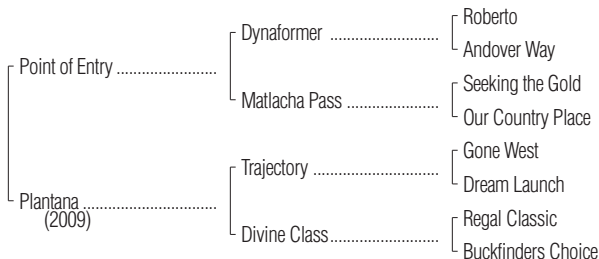 Roberto
Dynaformer ......................
Andover Way
Point of Entry ....................
Seeking the Gold
Matlacha Pass ..................
Our Country Place
Gone West
Trajectory .........................
Dream Launch
Plantana ...........................
(2009)
Regal Classic
Divine Class......................
Buckfinders Choice